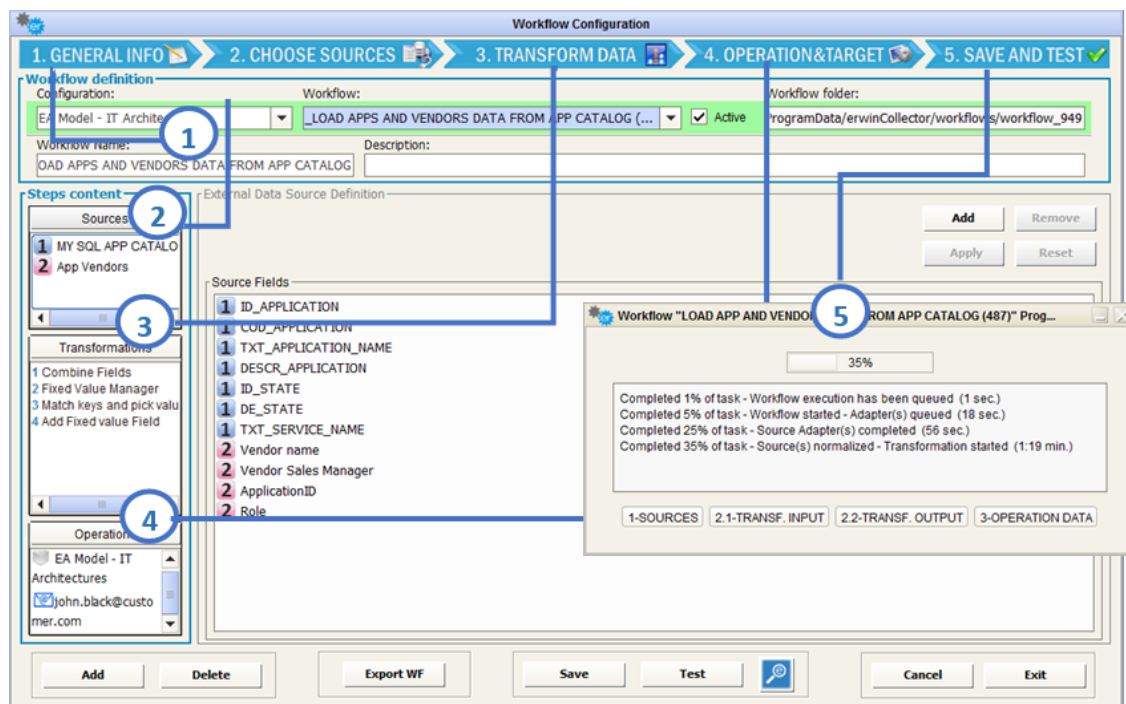 Workflow Configuration
1. GENERAL INFO
2. CHOOSE SOURCES
3. TRANSFORM DATA
4. OPERATION&TARGET
5. SAVE AND TEST
Workflow definition
Configuration:
Workflow:
Workflow folder:
EA Model - IT Archite
_LOAD APPS AND VENDORS DATA FROM APP CATALOG (...
Active
ProgramData/erwinCollector/workflows/workflow_949
1
Workflow Name:
Description:
OAD APPS AND VENDORS DATA FROM APP CATALOG
Steps content
External Data Source Definition
Sources
2
Add
Remove
1 MY SQL APP CATALO
2 App Vendors
Apply
Reset
Source Fields
1 ID_APPLICATION
1 COD_APPLICATION
1 TXT_APPLICATION_NAME
1 DESCR_APPLICATION
1 ID_STATE
1 DE_STATE
1 TXT_SERVICE_NAME
2 Vendor name
2 Vendor Sales Manager
2 ApplicationID
2 Role
3
Transformations
1 Combine Fields
2 Fixed Value Manager
3 Match keys and pick valu
4 Add Fixed value Field
4
Operation
EA Model - IT
Architectures
john.black@custo
mer.com
er
Workflow "LOAD APP AND VENDOR
5
ROM APP CATALOG (487)" Prog...
35%
Completed 1% of task - Workflow execution has been queued (1 sec.)
Completed 5% of task - Workflow started - Adapter(s) queued (18 sec.)
Completed 25% of task - Source Adapter(s) completed (56 sec.)
Completed 35% of task - Source(s) normalized - Transformation started (1:19 min.)
1-SOURCES
2.1-TRANSF. INPUT
2.2-TRANSF. OUTPUT
3-OPERATION DATA
Add
Delete
Export WF
Save
Test
Cancel
Exit